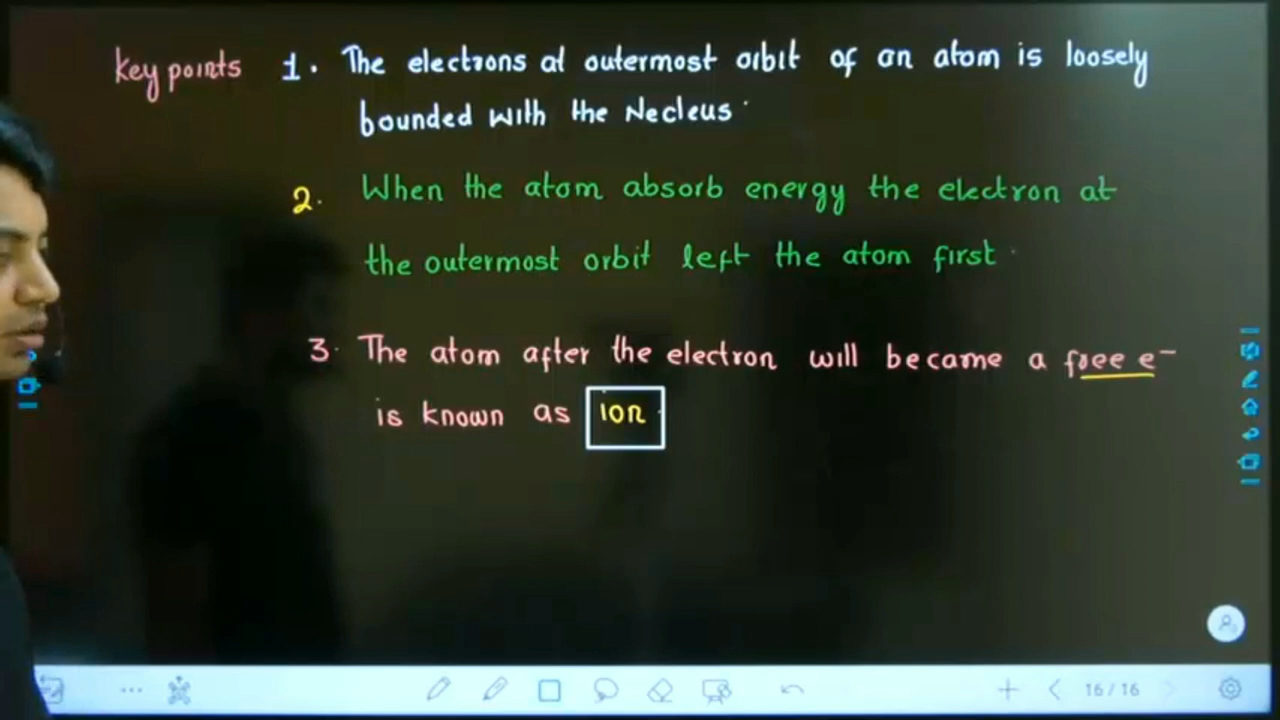 key points 1. The electrons at outermost orbit of an atom is loosely
bounded with the Necleus.
2. When the atom absorb energy the electron at
the outermost orbit left the atom first.
3. The atom after the electron will became a free e⁻
is known as ion
16/16